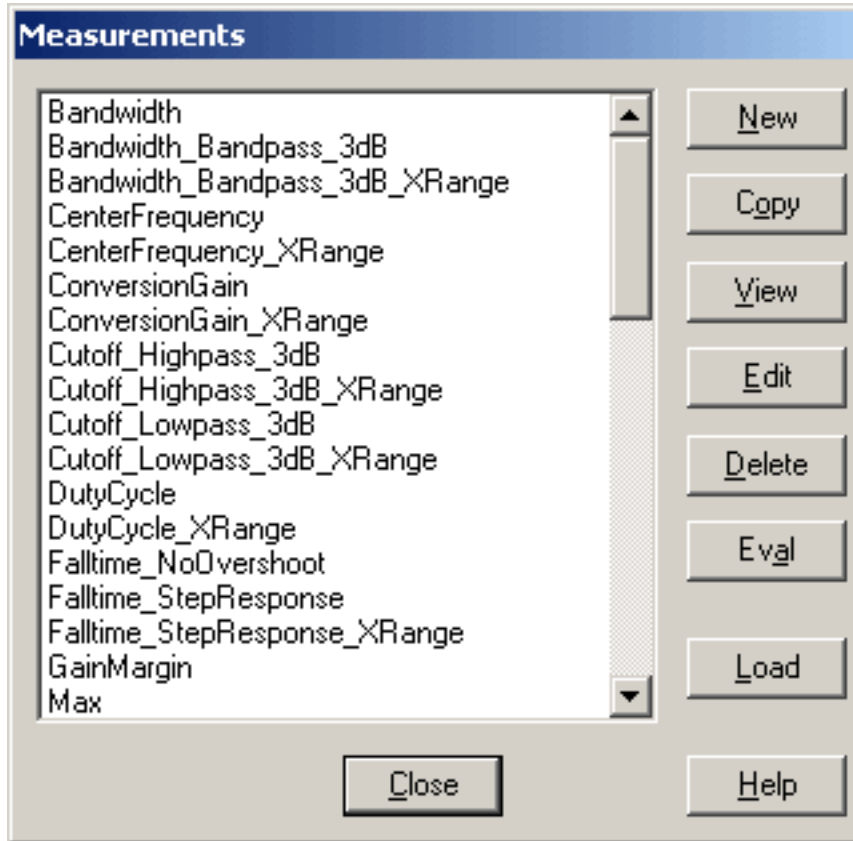 Measurements
Bandwidth
Bandwidth_Bandpass_3dB
Bandwidth_Bandpass_3dB_XRange
CenterFrequency
CenterFrequency_XRange
ConversionGain
ConversionGain_XRange
Cutoff_Highpass_3dB
Cutoff_Highpass_3dB_XRange
Cutoff_Lowpass_3dB
Cutoff_Lowpass_3dB_XRange
DutyCycle
DutyCycle_XRange
Falltime_NoOvershoot
Falltime_StepResponse
Falltime_StepResponse_XRange
GainMargin
Max
New
Copy
View
Edit
Delete
Eval
Load
Close
Help